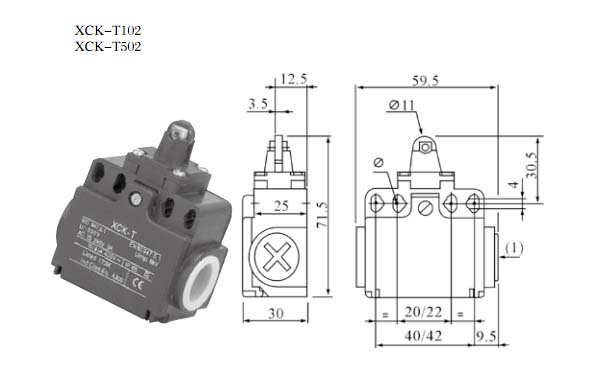 XCK-T102
XCK-T502
12.5
3.5
25
71.5
30
59.5
Ø11
Ø
30.5
4
(1)
= 20/22 =
40/42
9.5
XCK-T
CE